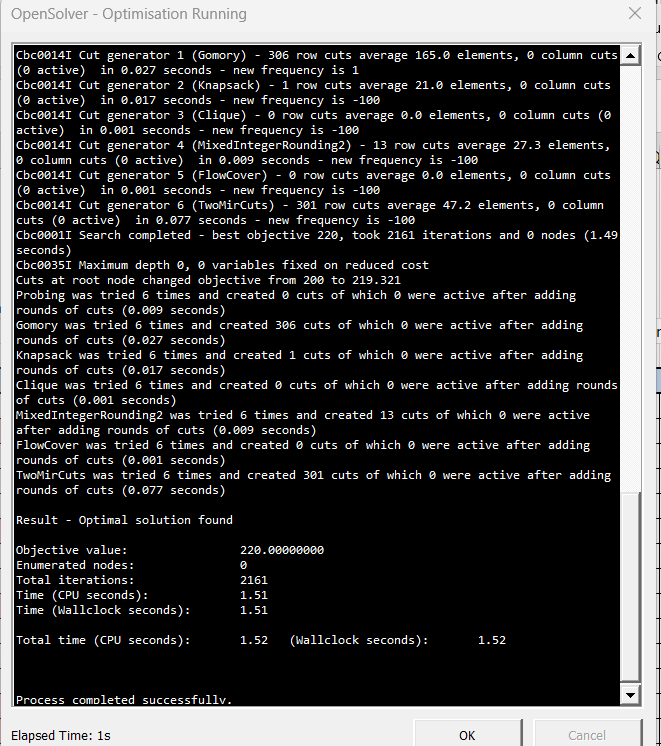 OpenSolver - Optimisation Running
Cbc0014I Cut generator 1 (Gomory) - 306 row cuts average 165.0 elements, 0 column cuts
(0 active)  in 0.027 seconds - new frequency is 1
Cbc0014I Cut generator 2 (Knapsack) - 1 row cuts average 21.0 elements, 0 column cuts
(0 active)  in 0.017 seconds - new frequency is -100
Cbc0014I Cut generator 3 (Clique) - 0 row cuts average 0.0 elements, 0 column cuts (0
active)  in 0.001 seconds - new frequency is -100
Cbc0014I Cut generator 4 (MixedIntegerRounding2) - 13 row cuts average 27.3 elements,
0 column cuts (0 active)  in 0.009 seconds - new frequency is -100
Cbc0014I Cut generator 5 (FlowCover) - 0 row cuts average 0.0 elements, 0 column cuts
(0 active)  in 0.001 seconds - new frequency is -100
Cbc0014I Cut generator 6 (TwoMirCuts) - 301 row cuts average 47.2 elements, 0 column
cuts (0 active)  in 0.077 seconds - new frequency is -100
Cbc0001I Search completed - best objective 220, took 2161 iterations and 0 nodes (1.49
seconds)
Cbc0035I Maximum depth 0, 0 variables fixed on reduced cost
Cuts at root node changed objective from 200 to 219.321
Probing was tried 6 times and created 0 cuts of which 0 were active after adding
rounds of cuts (0.009 seconds)
Gomory was tried 6 times and created 306 cuts of which 0 were active after adding
rounds of cuts (0.027 seconds)
Knapsack was tried 6 times and created 1 cuts of which 0 were active after adding
rounds of cuts (0.017 seconds)
Clique was tried 6 times and created 0 cuts of which 0 were active after adding rounds
of cuts (0.001 seconds)
MixedIntegerRounding2 was tried 6 times and created 13 cuts of which 0 were active
after adding rounds of cuts (0.009 seconds)
FlowCover was tried 6 times and created 0 cuts of which 0 were active after adding
rounds of cuts (0.001 seconds)
TwoMirCuts was tried 6 times and created 301 cuts of which 0 were active after adding
rounds of cuts (0.077 seconds)
Result - Optimal solution found
Objective value:                220.00000000
Enumerated nodes:               0
Total iterations:               2161
Time (CPU seconds):             1.51
Time (Wallclock seconds):       1.51
Total time (CPU seconds):       1.52   (Wallclock seconds):       1.52
Process completed successfully.
Elapsed Time: 1s
OK
Cancel